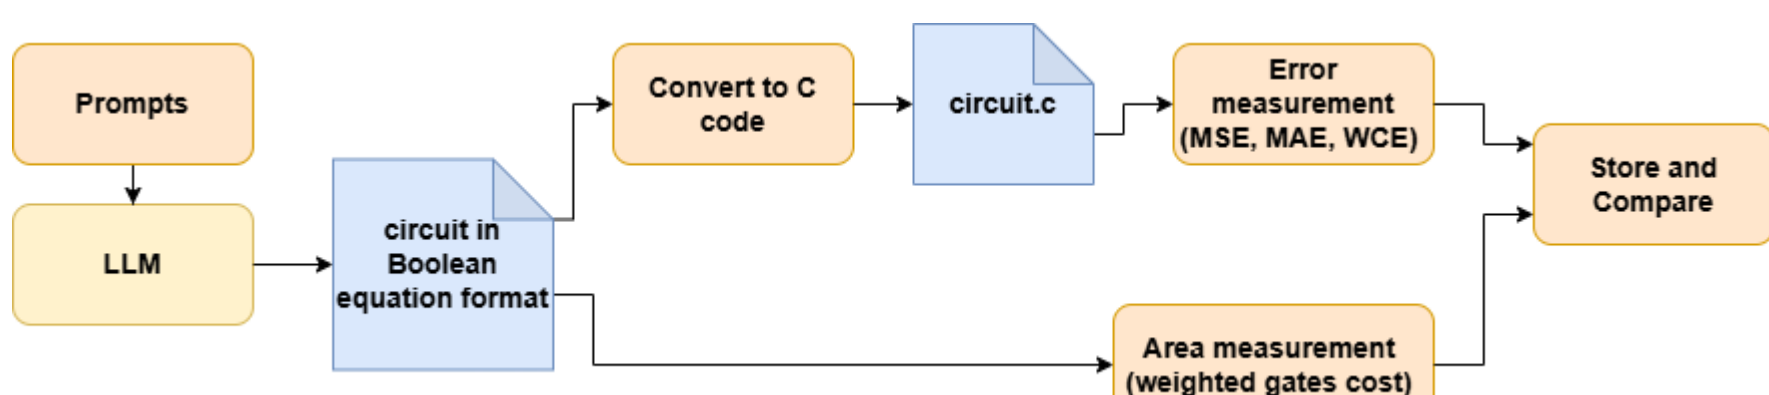 Prompts
LLM
circuit in
Boolean
equation format
Convert to C
code
circuit.c
Error
measurement
(MSE, MAE, WCE)
Area measurement
(weighted gates cost)
Store and
Compare